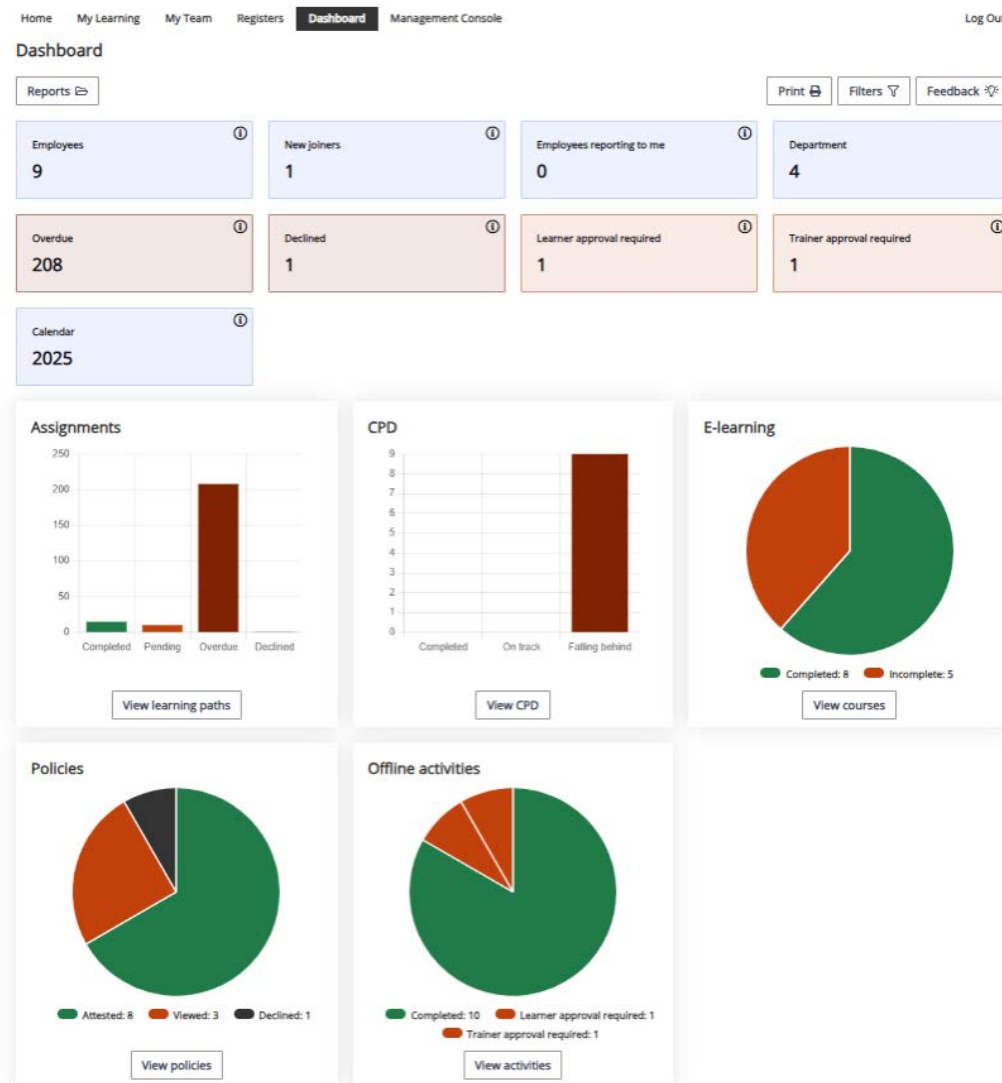 Home My Learning My Team Registers Dashboard Management Console Log Out
Dashboard
Reports Print Filters Feedback
Employees New joiners Employees reporting to me Department
9 1 0 4
Overdue Declined Learner approval required Trainer approval required
208 1 1 1
Calendar
2025
Assignments CPD E-learning
250 9
8
200 7
6
150 5
100 4
3
50 2
1
0 0
Completed Pending Overdue Declined Completed On track Falling behind
Completed: 8 Incomplete: 5
View learning paths View CPD View courses
Policies Offline activities
Attested: 8 Viewed: 3 Declined: 1 Completed: 10 Learner approval required: 1
Trainer approval required: 1
View policies View activities